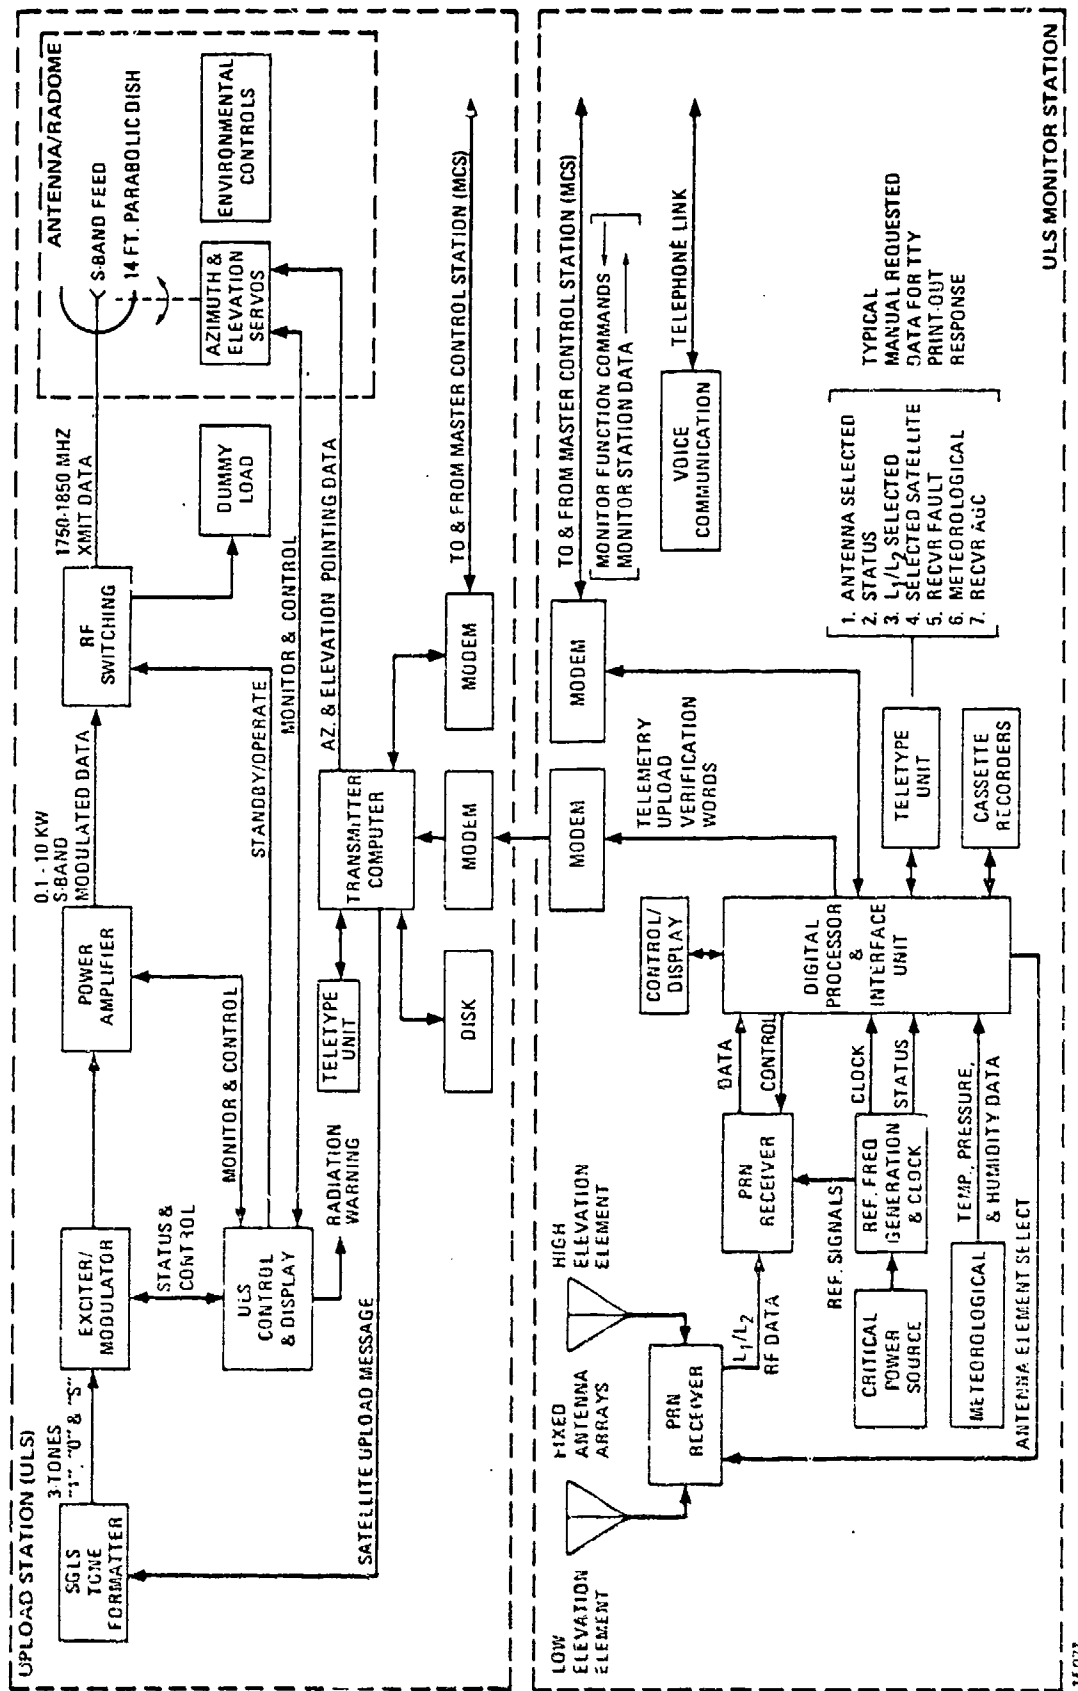 UPLOAD STATION (ULS)
SGLS
TONE
FORMATTER
3-TONES
"1", "0" & "S"
EXCITER/
MODULATOR
STATUS &
CONTROL
ULS
CONTROL
& DISPLAY
RADIATION
WARNING
POWER
AMPLIFIER
MONITOR & CONTROL
0.1 - 10 KW
S-BAND
MODULATED DATA
RF
SWITCHING
STANDBY/OPERATE
1750-1850 MHZ
XMIT DATA
DUMMY
LOAD
MONITOR & CONTROL
ANTENNA/RADOME
S-BAND FEED
14 FT. PARABOLIC DISH
AZIMUTH &
ELEVATION
SERVOS
ENVIRONMENTAL
CONTROLS
AZ. & ELEVATION POINTING DATA
SATELLITE UPLOAD MESSAGE
TELETYPE
UNIT
TRANSMITTER
COMPUTER
DISK
MODEM
MODEM
TO & FROM MASTER CONTROL STATION (MCS)
LOW
ELEVATION
ELEMENT
FIXED
ANTENNA
ARRAYS
HIGH
ELEVATION
ELEMENT
PRN
RECEIVER
L1/L2
RF DATA
PRN
RECEIVER
DATA
CONTROL
REF. SIGNALS
CRITICAL
POWER
SOURCE
REF. FREQ
GENERATION
& CLOCK
CLOCK
STATUS
METEOROLOGICAL
TEMP., PRESSURE,
& HUMIDITY DATA
ANTENNA ELEMENT SELECT
CONTROL/
DISPLAY
DIGITAL
PROCESSOR
&
INTERFACE
UNIT
MODEM
TELEMETRY
UPLOAD
VERIFICATION
WORDS
MODEM
TO & FROM MASTER CONTROL STATION (MCS)
MONITOR FUNCTION COMMANDS
MONITOR STATION DATA
VOICE
COMMUNICATION
TELEPHONE LINK
TELETYPE
UNIT
CASSETTE
RECORDERS
1. ANTENNA SELECTED
2. STATUS
3. L1/L2 SELECTED
4. SELECTED SATELLITE
5. RECVR FAULT
6. METEOROLOGICAL
7. RECVR AGC
TYPICAL
MANUAL REQUESTED
DATA FOR TTY
PRINT-OUT
RESPONSE
ULS MONITOR STATION